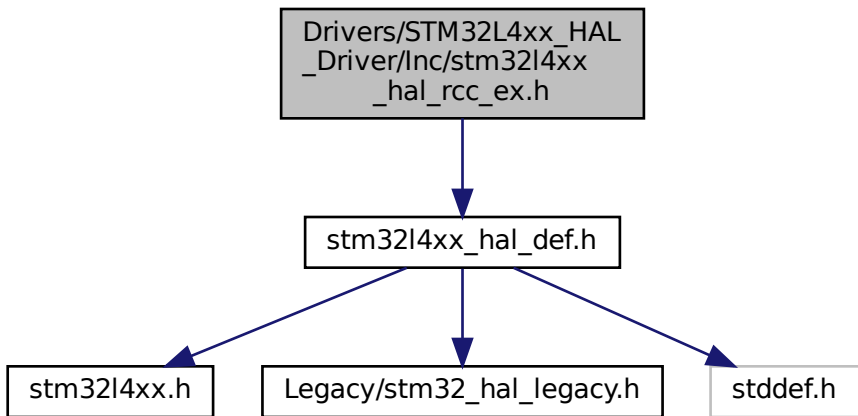 Drivers/STM32L4xx_HAL
_Driver/Inc/stm32l4xx
_hal_rcc_ex.h
stm32l4xx_hal_def.h
stm32l4xx.h
Legacy/stm32_hal_legacy.h
stddef.h